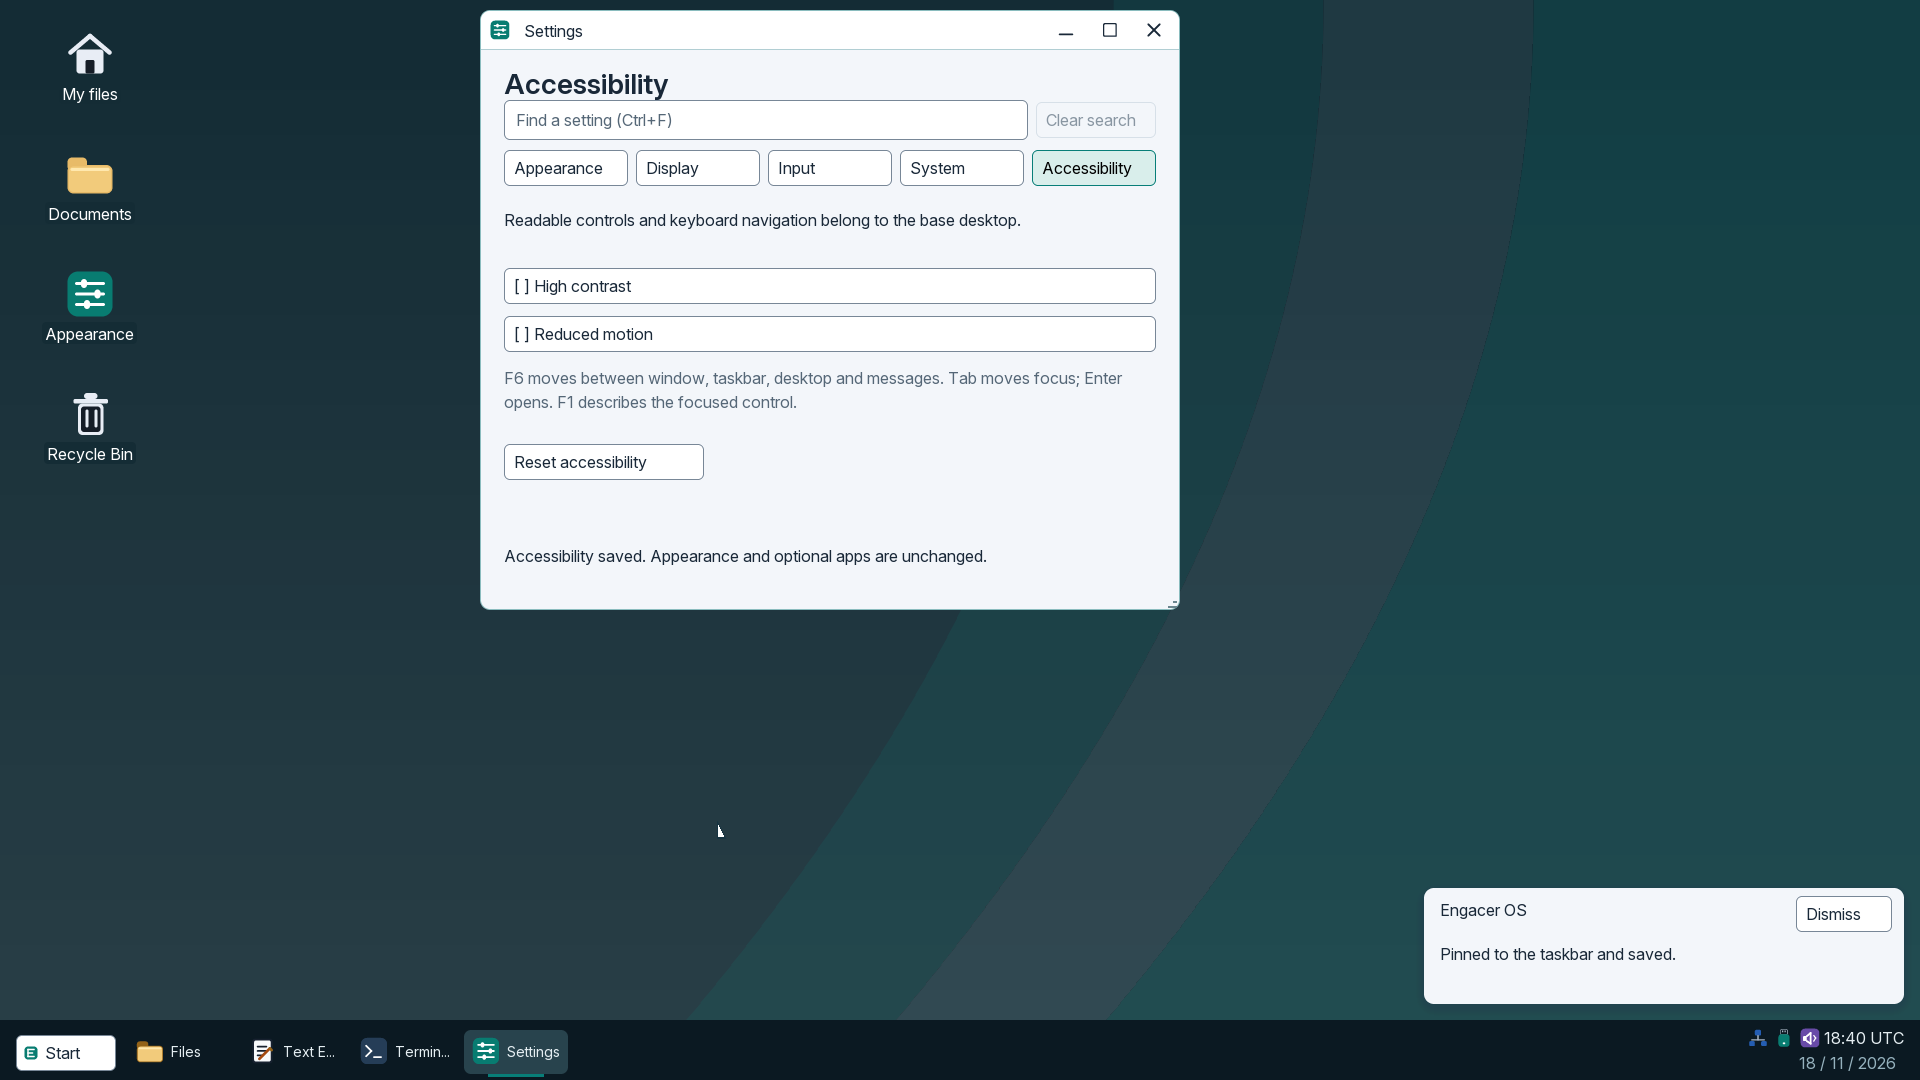 My files
Documents
Appearance
Recycle Bin
Settings
Accessibility
Find a setting (Ctrl+F)
Clear search
Appearance
Display
Input
System
Accessibility
Readable controls and keyboard navigation belong to the base desktop.
[ ] High contrast
[ ] Reduced motion
F6 moves between window, taskbar, desktop and messages. Tab moves focus; Enter
opens. F1 describes the focused control.
Reset accessibility
Accessibility saved. Appearance and optional apps are unchanged.
Engacer OS
Dismiss
Pinned to the taskbar and saved.
Start
Files
Text E...
Termin...
Settings
18:40 UTC
18 / 11 / 2026